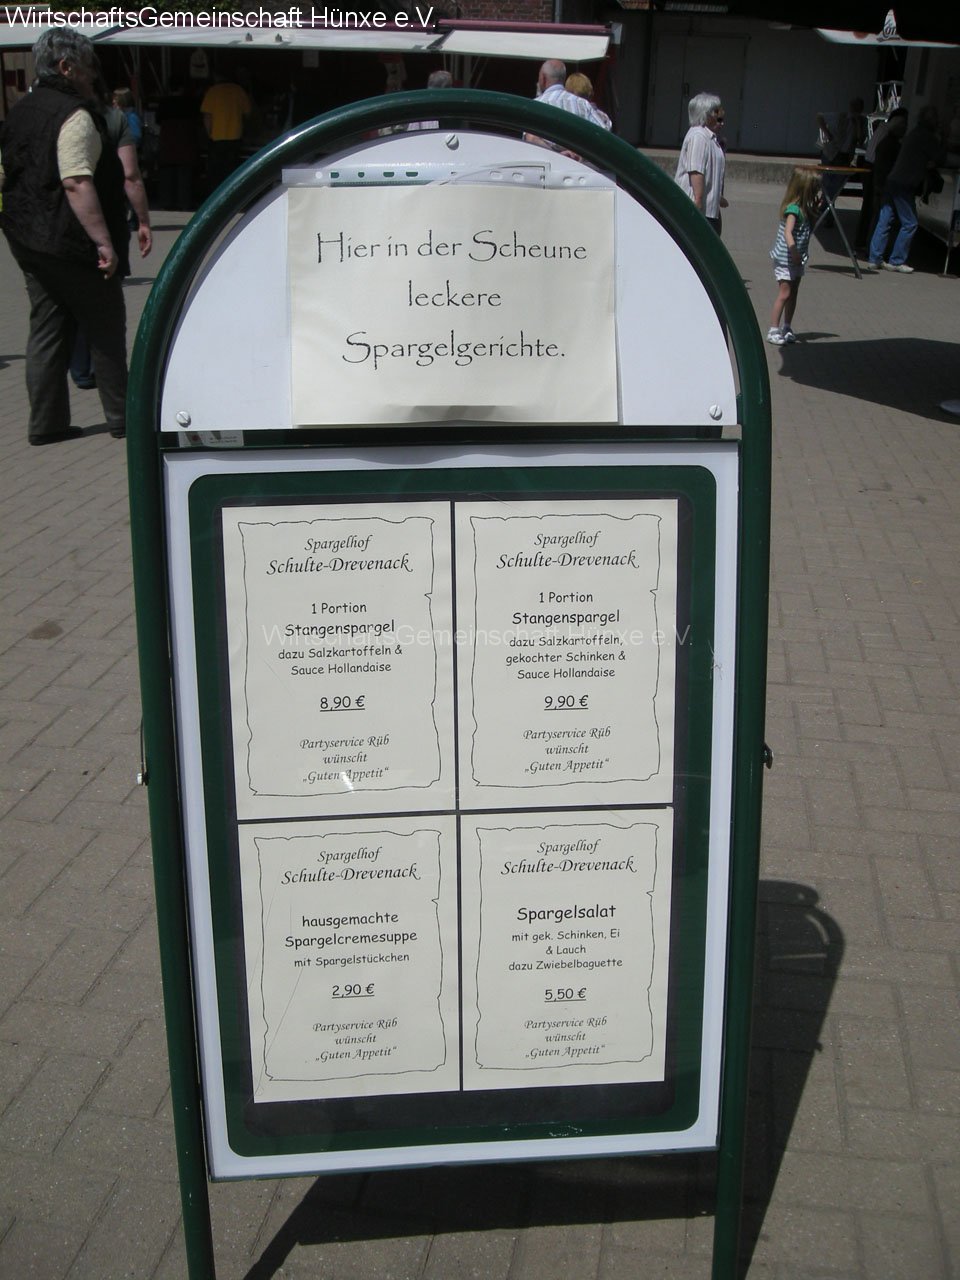 WirtschaftsGemeinschaft Hünxe e.V.
Hier in der Scheune
leckere
Spargelgerichte.
Spargelhof
Schulte-Drevenack
1 Portion
Stangenspargel
dazu Salzkartoffeln &
Sauce Hollandaise
8,90 €
Partyservice Rüb
wünscht
„Guten Appetit“
Spargelhof
Schulte-Drevenack
1 Portion
Stangenspargel
dazu Salzkartoffeln,
gekochter Schinken &
Sauce Hollandaise
9,90 €
Partyservice Rüb
wünscht
„Guten Appetit“
WirtschaftsGemeinschaft Hünxe e.V.
Spargelhof
Schulte-Drevenack
hausgemachte
Spargelcremesuppe
mit Spargelstückchen
2,90 €
Partyservice Rüb
wünscht
„Guten Appetit“
Spargelhof
Schulte-Drevenack
Spargelsalat
mit gek. Schinken, Ei
& Lauch
dazu Zwiebelbaguette
5,50 €
Partyservice Rüb
wünscht
„Guten Appetit“